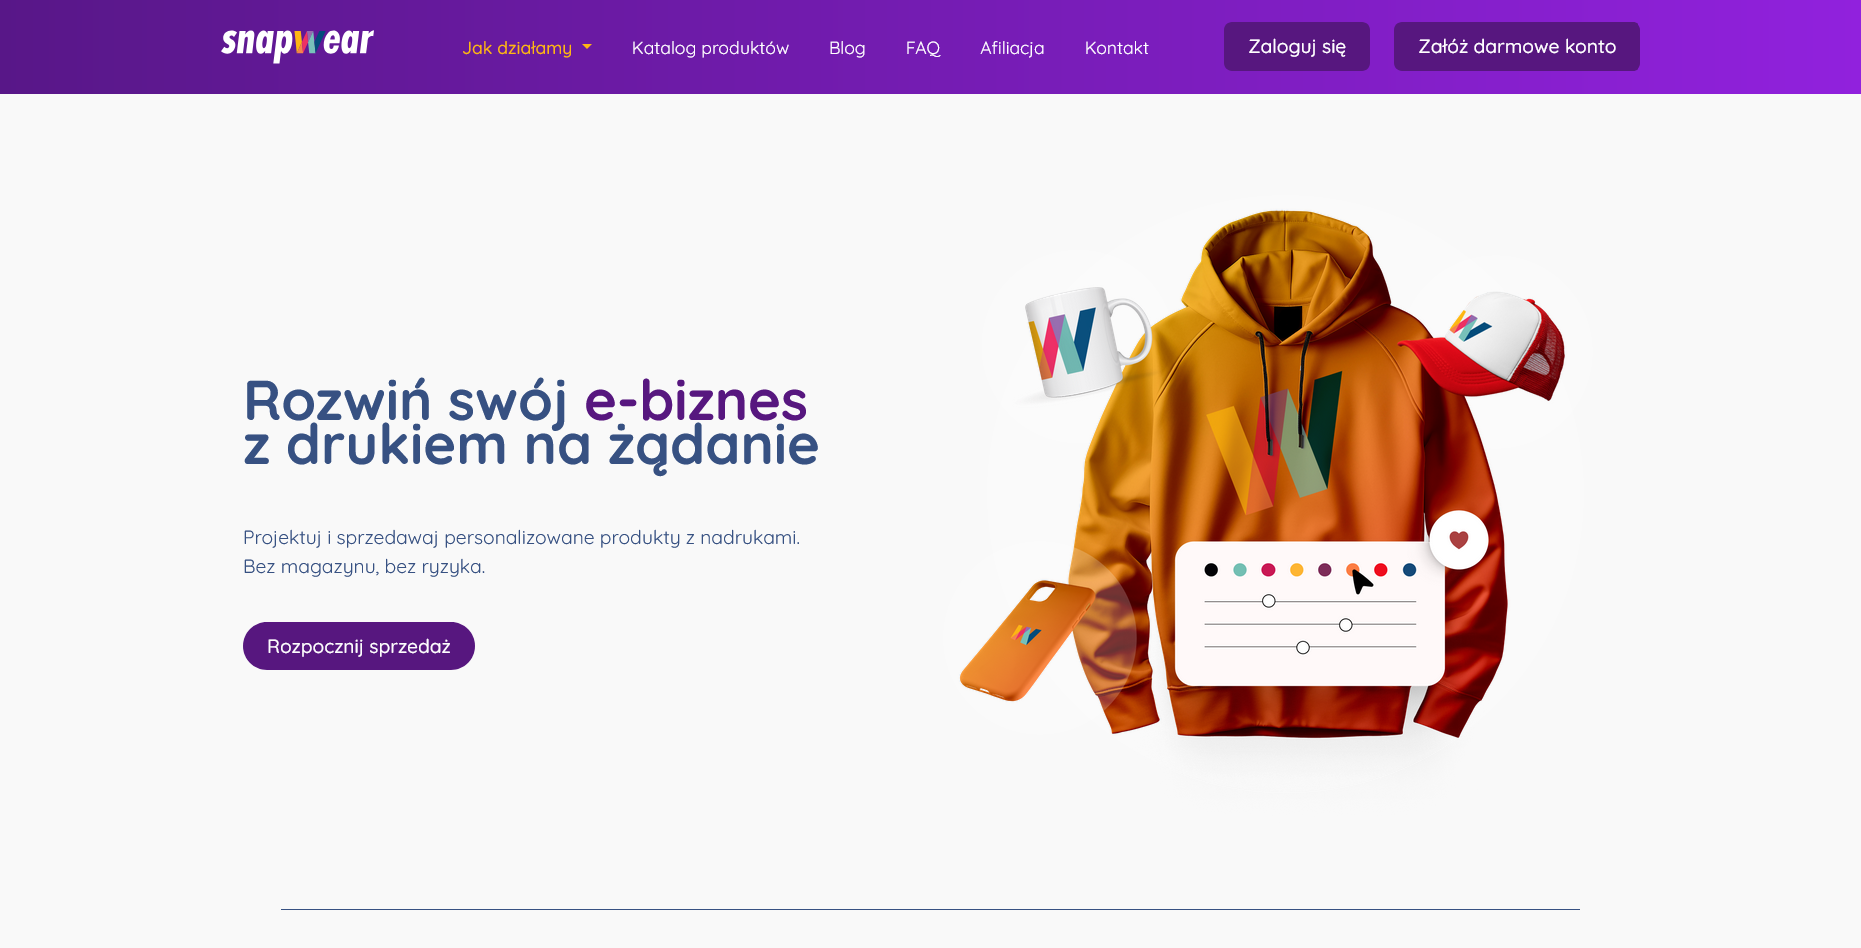 snapwear
Jak działamy
Katalog produktów
Blog
FAQ
Afiliacja
Kontakt
Zaloguj się
Załóż darmowe konto
Rozwiń swój e-biznes
z drukiem na żądanie
Projektuj i sprzedawaj personalizowane produkty z nadrukami.
Bez magazynu, bez ryzyka.
Rozpocznij sprzedaż
W
W
W
W